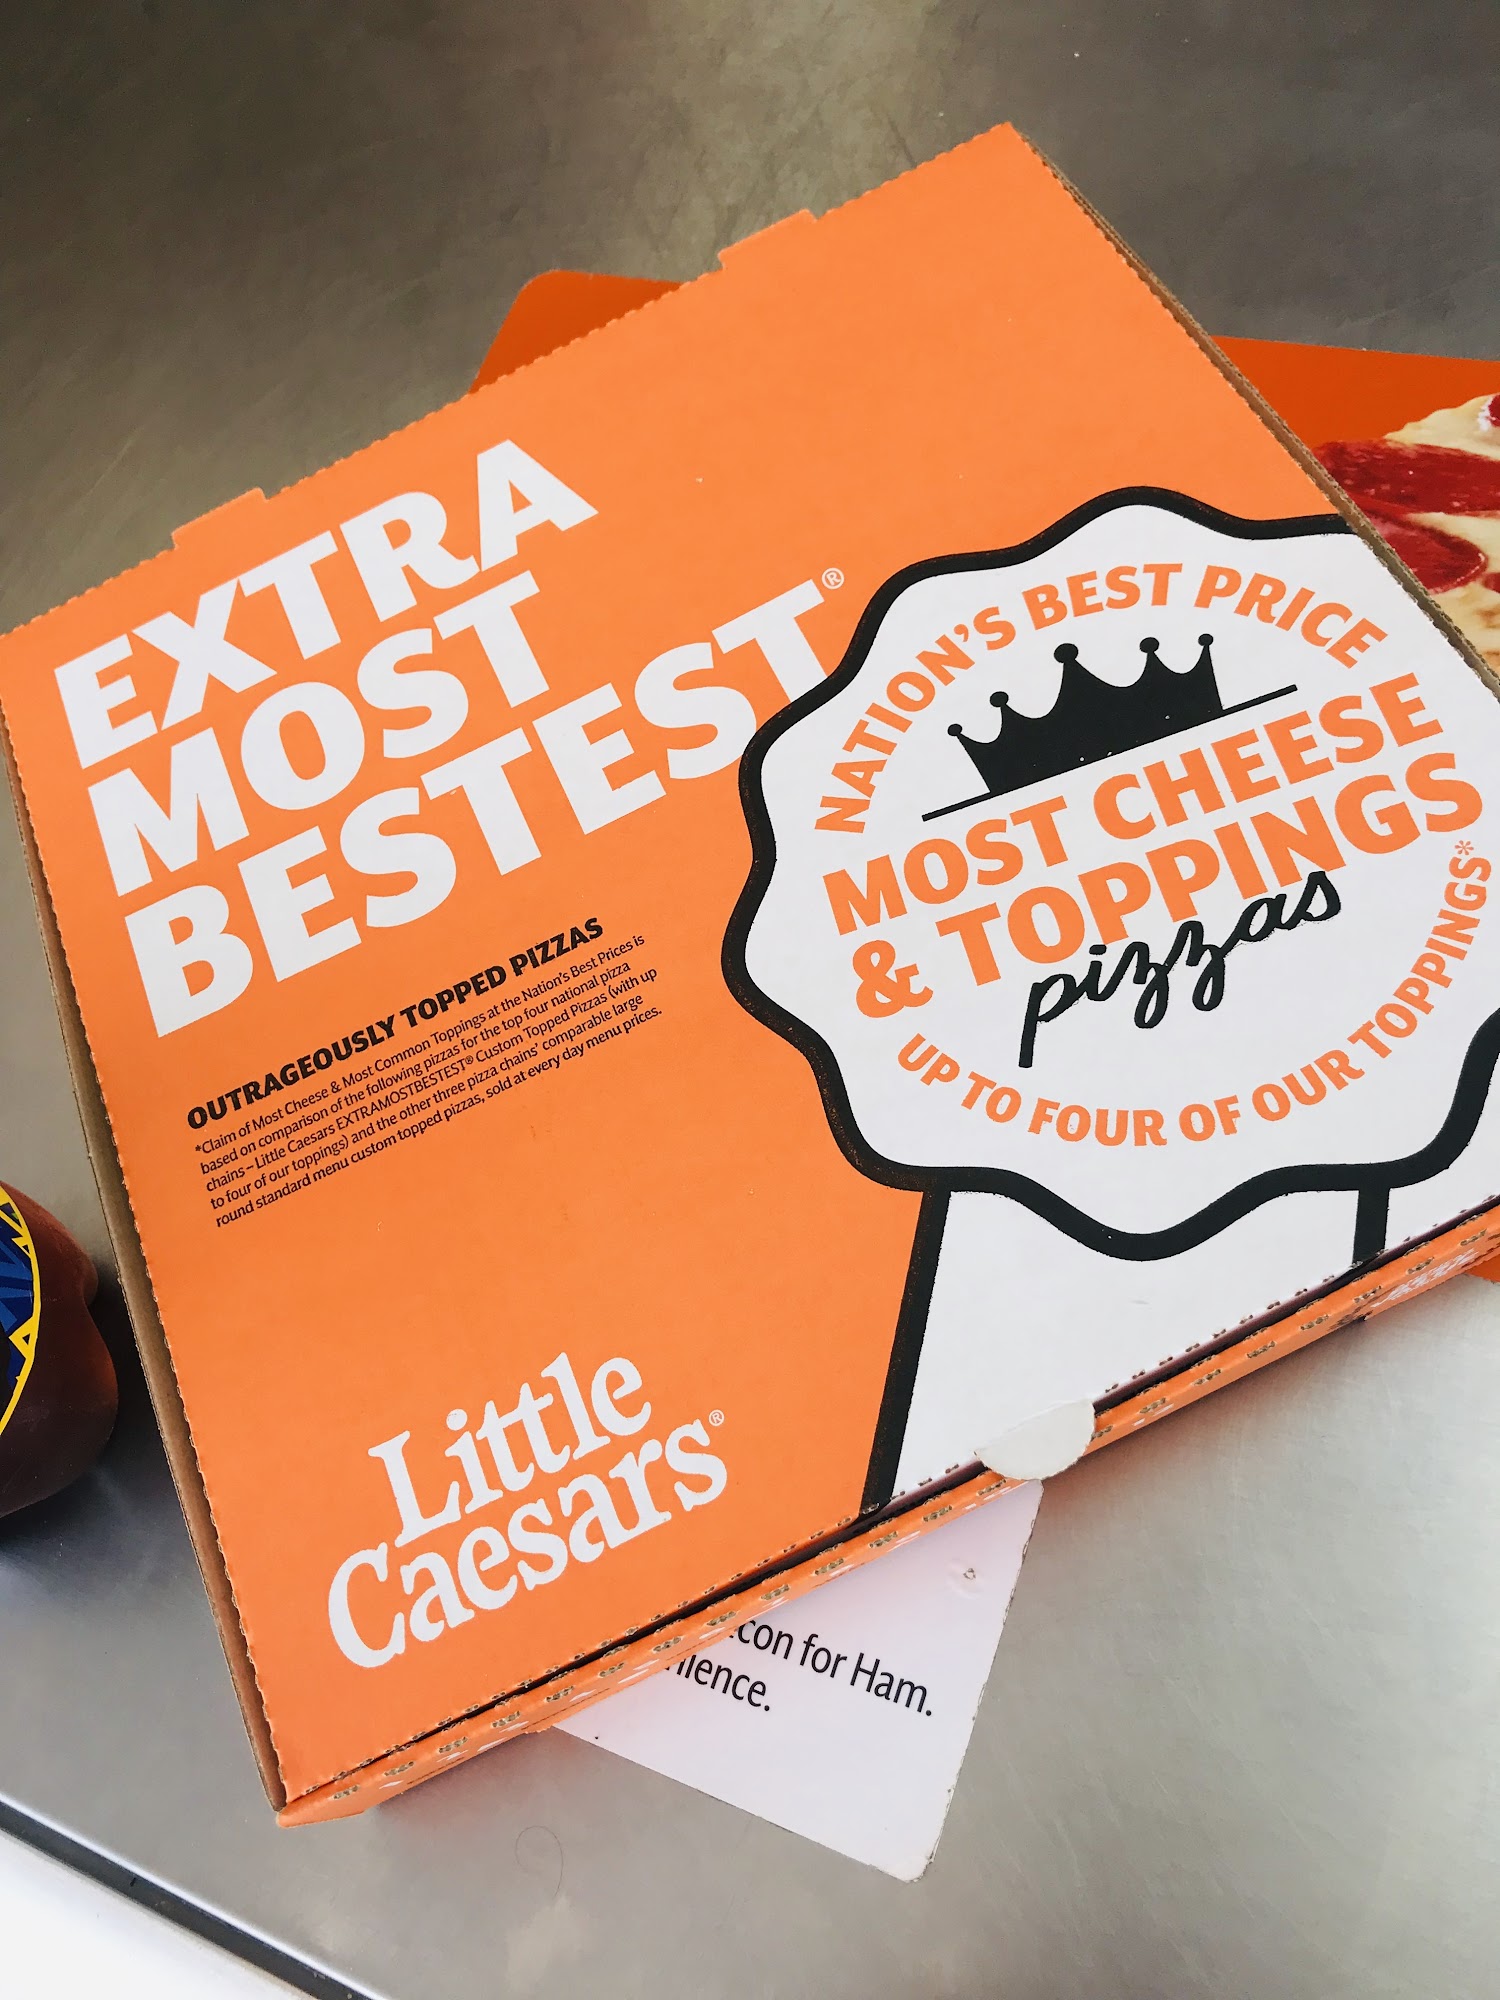 EXTRA
MOST
BESTEST®
OUTRAGEOUSLY TOPPED PIZZAS
*Claim of Most Cheese & Most Common Toppings at the Nation's Best Prices is
based on comparison of the following pizzas for the top four national pizza
chains – Little Caesars EXTRAMOSTBESTEST® Custom Topped Pizzas (with up
to four of our toppings) and the other three pizza chains' comparable large
round standard menu custom topped pizzas, sold at every day menu prices.
NATION'S BEST PRICE
MOST CHEESE
& TOPPINGS
pizzas
UP TO FOUR OF OUR TOPPINGS*
Little
Caesars®
for Ham.